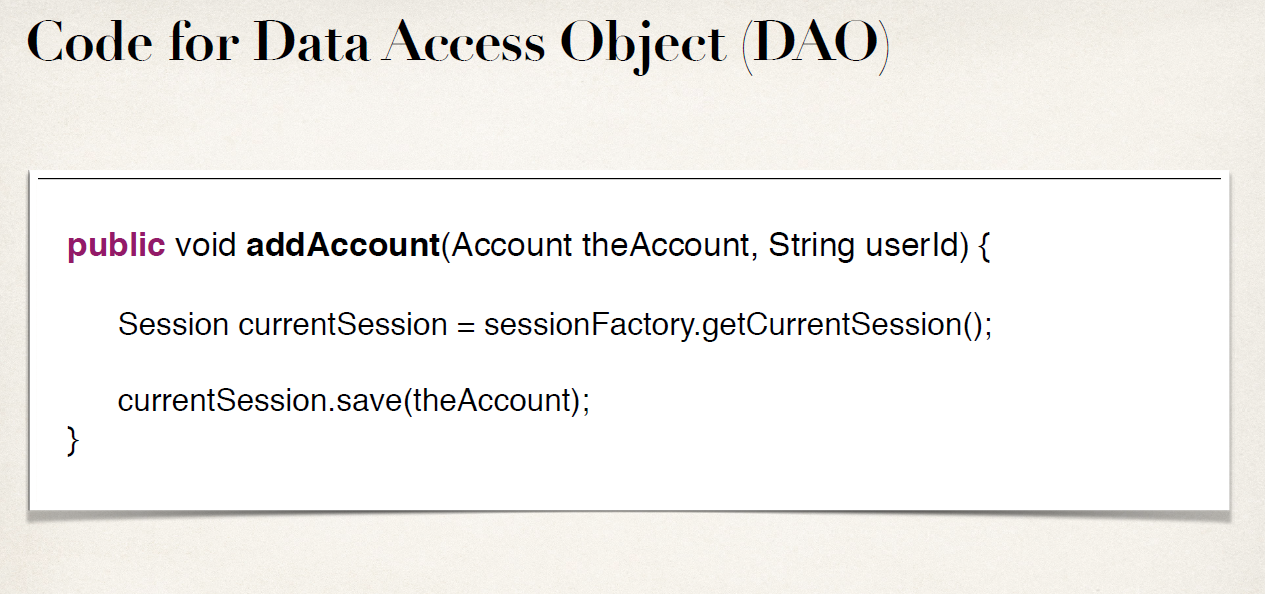 Code for Data Access Object (DAO)
public void addAccount(Account theAccount, String userId) {
Session currentSession = sessionFactory.getCurrentSession();
currentSession.save(theAccount);
}